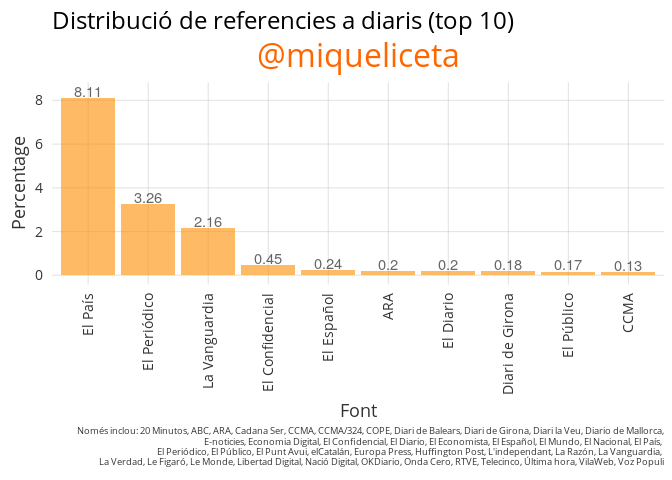 Distribució de referencies a diaris (top 10)
@miqueliceta
Percentage
8
6
4
2
0
8.11
3.26
2.16
0.45
0.24
0.2
0.2
0.18
0.17
0.13
El País
El Periódico
La Vanguardia
El Confidencial
El Español
ARA
El Diario
Diari de Girona
El Público
CCMA
Font
Només inclou: 20 Minutos, ABC, ARA, Cadana Ser, CCMA, CCMA/324, COPE, Diari de Balears, Diari de Girona, Diari la Veu, Diario de Mallorca,
E-noticies, Economia Digital, El Confidencial, El Diario, El Economista, El Español, El Mundo, El Nacional, El País,
El Periódico, El Público, El Punt Avui, elCatalán, Europa Press, Huffington Post, L'independant, La Razón, La Vanguardia,
La Verdad, Le Figaró, Le Monde, Libertad Digital, Nació Digital, OKDiario, Onda Cero, RTVE, Telecinco, Última hora, VilaWeb, Voz Populi